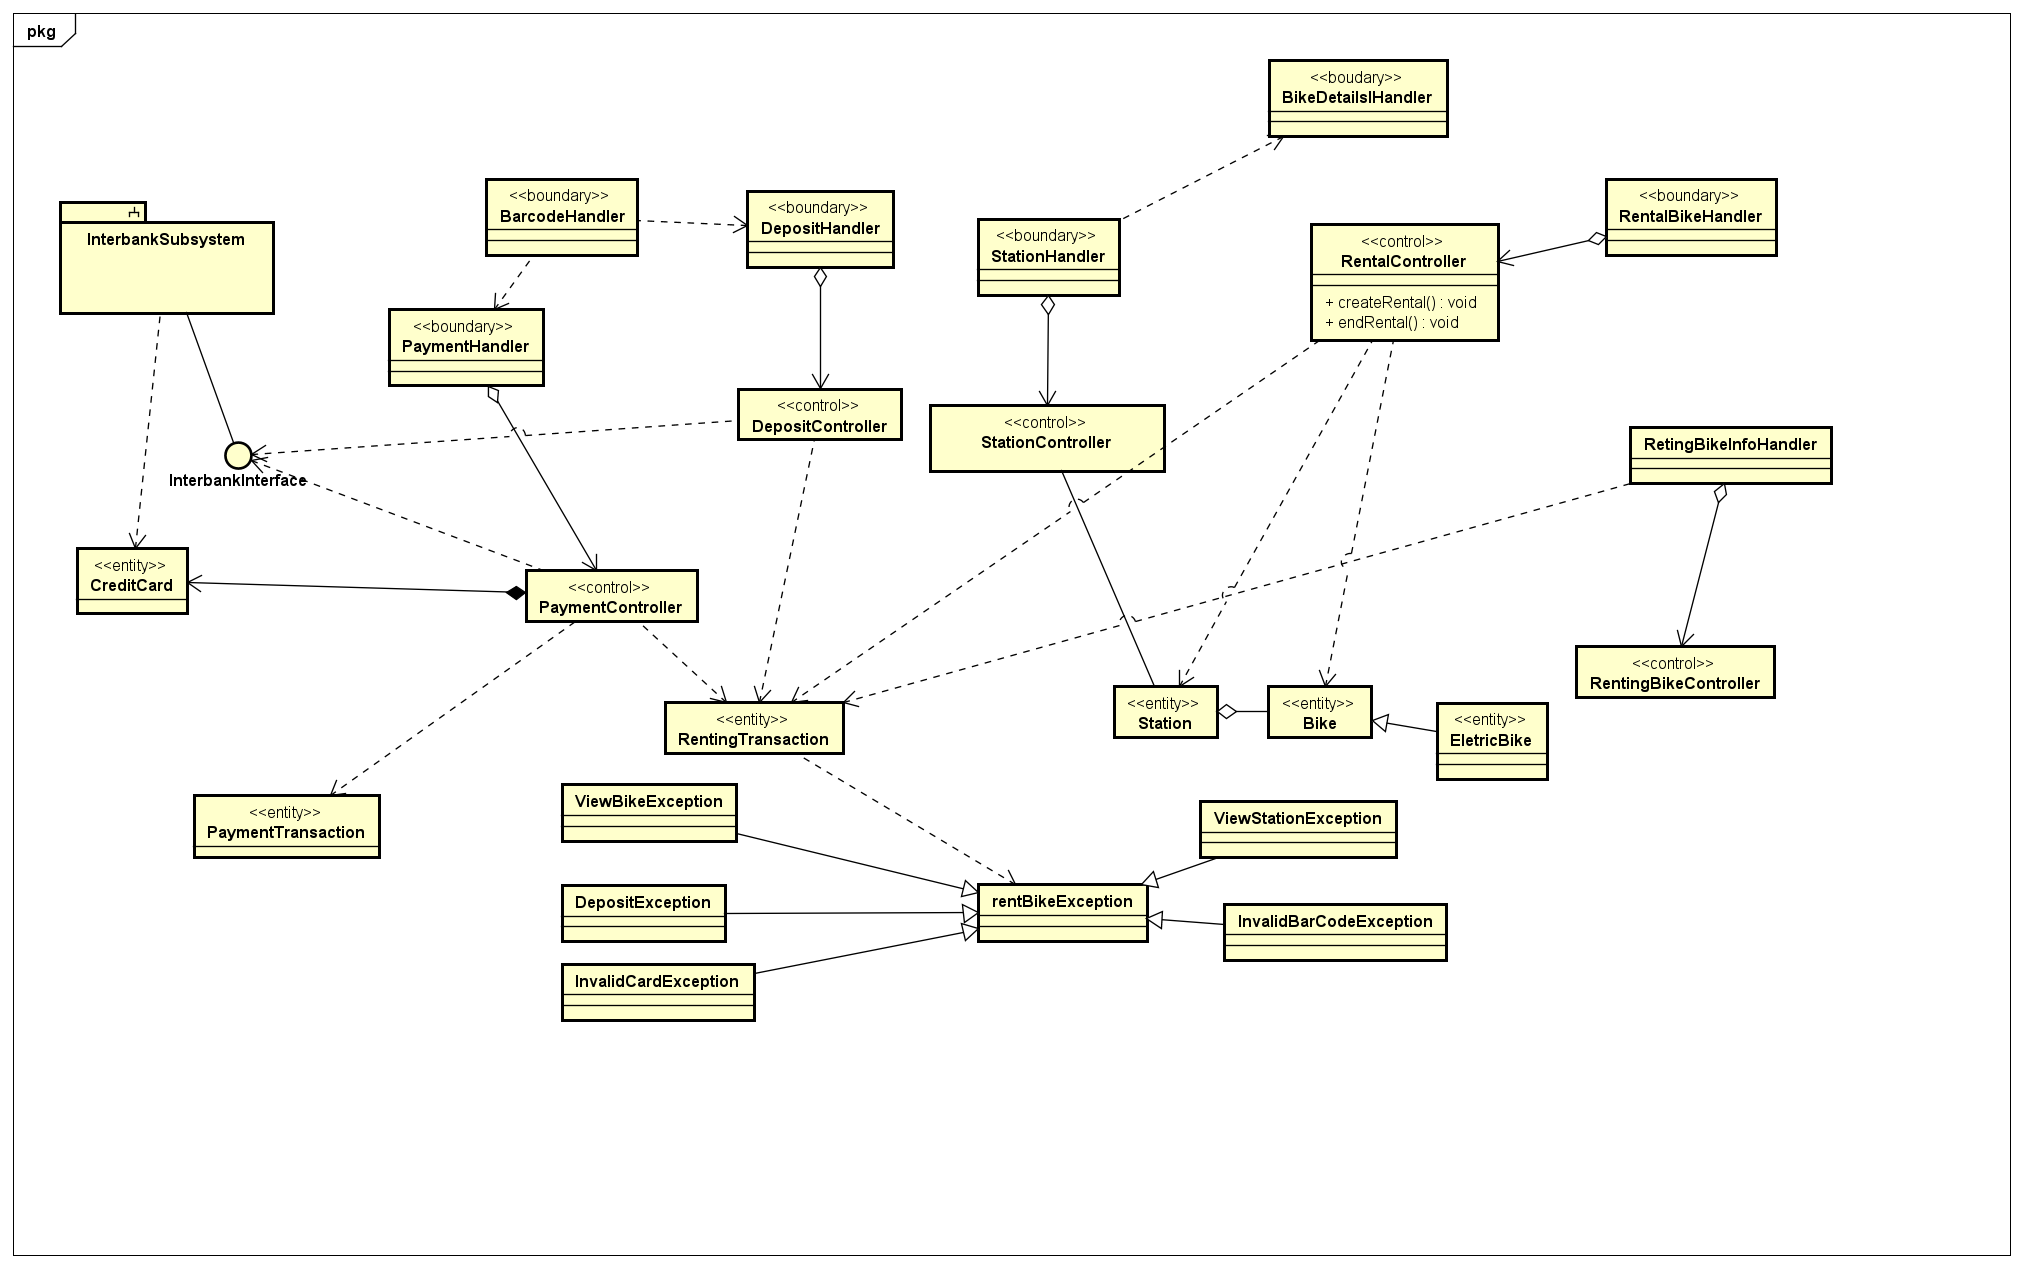 pkg
<<boudary>>
BikeDetailslHandler
<<boundary>>
BarcodeHandler
<<boundary>>
DepositHandler
<<boundary>>
RentalBikeHandler
InterbankSubsystem
<<boundary>>
StationHandler
<<control>>
RentalController
+ createRental() : void
+ endRental() : void
<<boundary>>
PaymentHandler
<<control>>
DepositController
<<control>>
StationController
RetingBikeInfoHandler
InterbankInterface
<<entity>>
CreditCard
<<control>>
PaymentController
<<control>>
RentingBikeController
<<entity>>
RentingTransaction
<<entity>>
Station
<<entity>>
Bike
<<entity>>
EletricBike
<<entity>>
PaymentTransaction
ViewBikeException
ViewStationException
DepositException
rentBikeException
InvalidBarCodeException
InvalidCardException